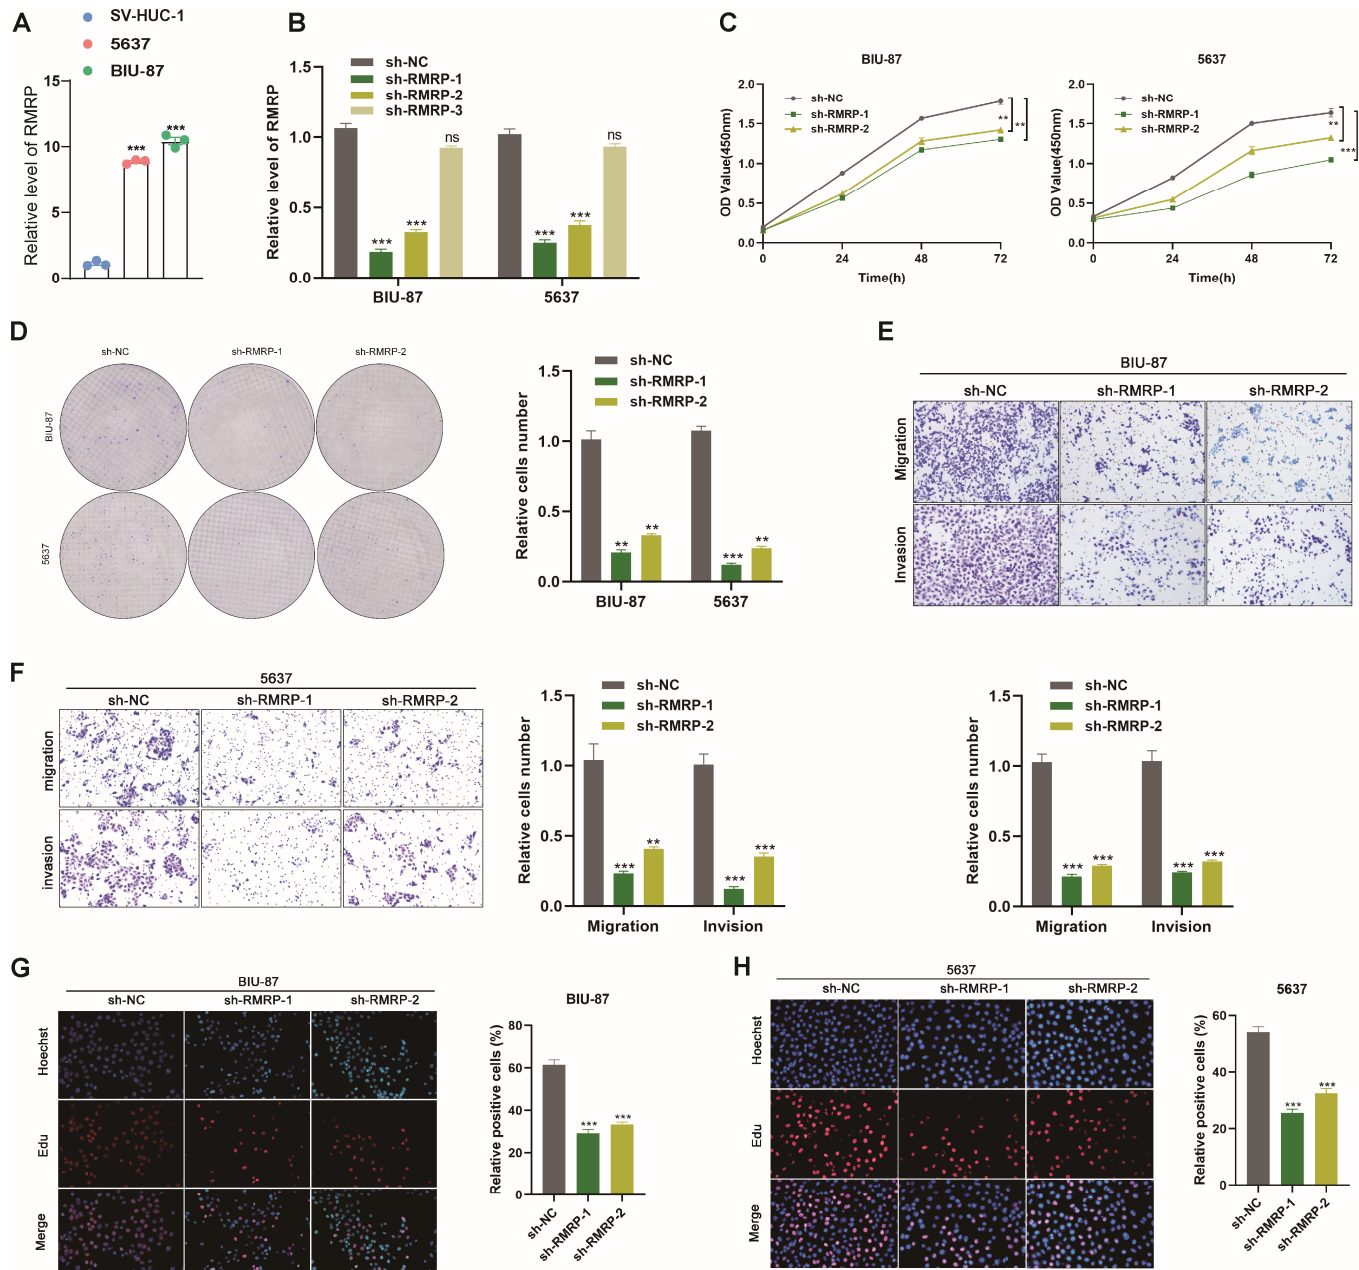 A
SV-HUC-1
5637
BIU-87
Relative level of RMRP
15
10
5
0
***
***
B
sh-NC
sh-RMRP-1
sh-RMRP-2
sh-RMRP-3
Relative level of RMRP
1.5
1.0
0.5
0.0
***
***
ns
***
***
ns
BIU-87
5637
C
BIU-87
OD Value(450nm)
2.0
1.5
1.0
0.5
0.0
sh-NC
sh-RMRP-1
sh-RMRP-2
**
**
0
24
48
72
Time(h)
5637
OD Value(450nm)
2.0
1.5
1.0
0.5
0.0
sh-NC
sh-RMRP-1
sh-RMRP-2
**
***
0
24
48
72
Time(h)
D
sh-NC
sh-RMRP-1
sh-RMRP-2
BIU-87
5637
sh-NC
sh-RMRP-1
sh-RMRP-2
Relative cells number
1.5
1.0
0.5
0.0
**
**
***
**
BIU-87
5637
E
BIU-87
sh-NC
sh-RMRP-1
sh-RMRP-2
Migration
Invasion
F
5637
sh-NC
sh-RMRP-1
sh-RMRP-2
migration
invasion
sh-NC
sh-RMRP-1
sh-RMRP-2
Relative cells number
1.5
1.0
0.5
0.0
***
**
***
***
Migration
Invision
sh-NC
sh-RMRP-1
sh-RMRP-2
Relative cells number
1.5
1.0
0.5
0.0
***
***
***
***
Migration
Invision
G
BIU-87
sh-NC
sh-RMRP-1
sh-RMRP-2
Hoechst
Edu
Merge
BIU-87
Relative positive cells (%)
80
60
40
20
0
***
***
sh-NC
sh-RMRP-1
sh-RMRP-2
H
5637
sh-NC
sh-RMRP-1
sh-RMRP-2
Hoechst
Edu
Merge
5637
Relative positive cells (%)
60
40
20
0
***
***
sh-NC
sh-RMRP-1
sh-RMRP-2